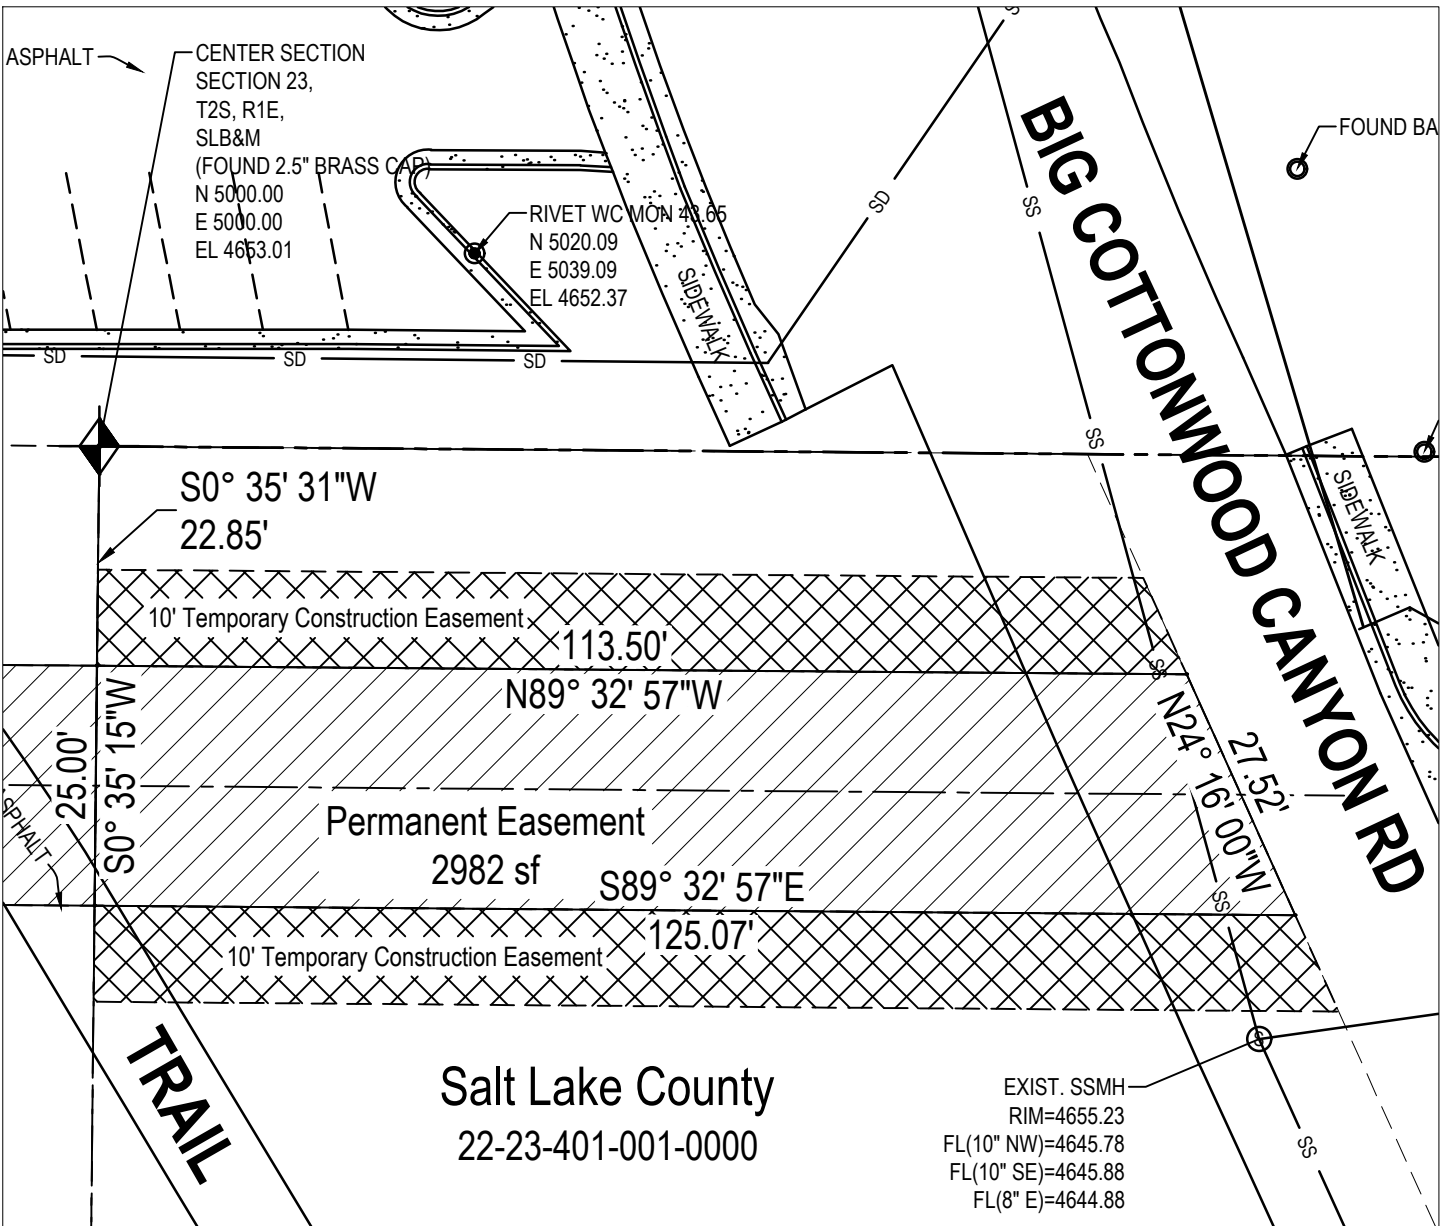 ASPHALT
CENTER SECTION
SECTION 23,
T2S, R1E,
SLB&M
(FOUND 2.5" BRASS CAP)
N 5000.00
E 5000.00
EL 4653.01
RIVET WC MON 43.65
N 5020.09
E 5039.09
EL 4652.37
SIDEWALK
SD
SD
SD
SD
SS
SS
SS
BIG COTTONWOOD CANYON RD
FOUND BA
SIDEWALK
S0° 35' 31"W
22.85'
10' Temporary Construction Easement
113.50'
N89° 32' 57"W
25.00'
S0° 35' 15"W
SPHALT
Permanent Easement
2982 sf
S89° 32' 57"E
125.07'
27.52'
N24° 16' 00"W
SS
SS
10' Temporary Construction Easement
TRAIL
Salt Lake County
22-23-401-001-0000
SS
EXIST. SSMH
RIM=4655.23
FL(10" NW)=4645.78
FL(10" SE)=4645.88
FL(8" E)=4644.88
SS